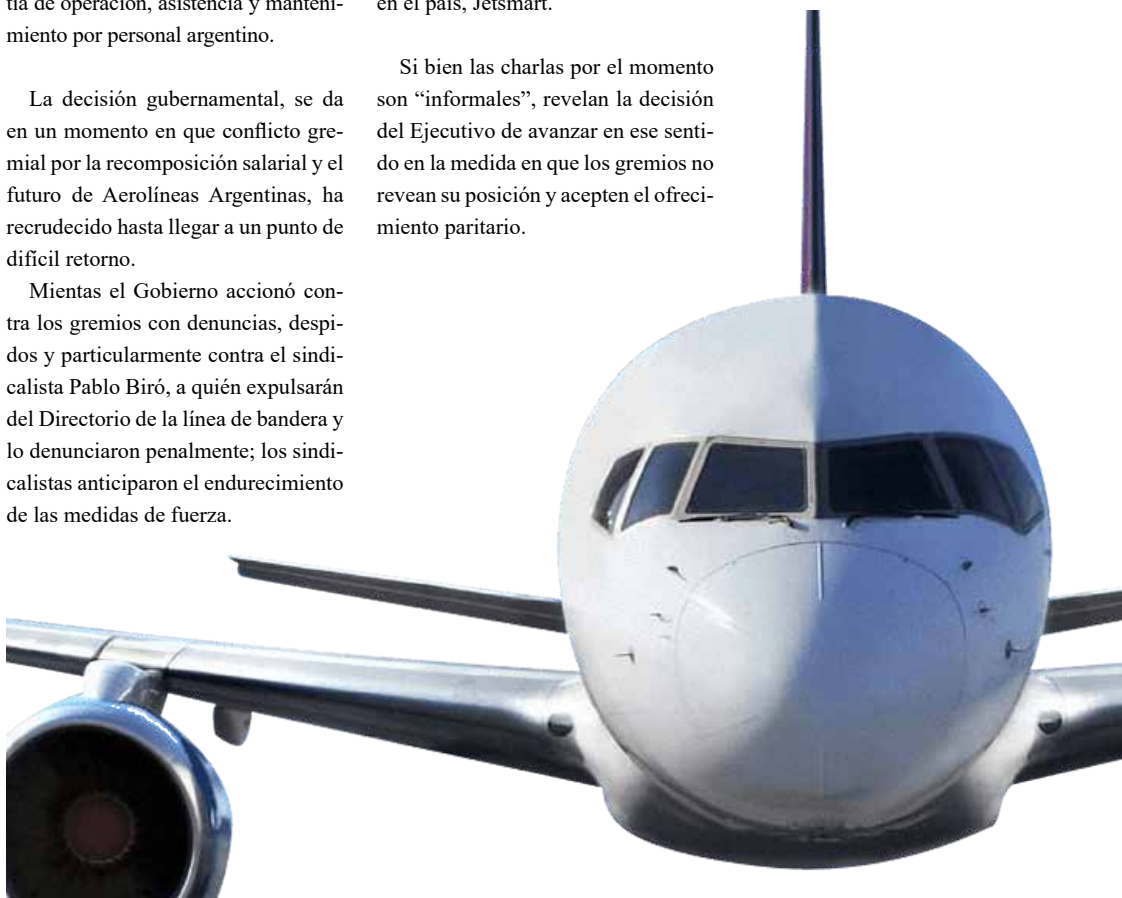 tía de operación, asistencia y manteni-
miento por personal argentino.
La decisión gubernamental, se da
en un momento en que conflicto gre-
mial por la recomposición salarial y el
futuro de Aerolíneas Argentinas, ha
recrudecido hasta llegar a un punto de
difícil retorno.
Mientas el Gobierno accionó con-
tra los gremios con denuncias, despi-
dos y particularmente contra el sindi-
calista Pablo Biró, a quién expulsarán
del Directorio de la línea de bandera y
lo denunciaron penalmente; los sindi-
calistas anticiparon el endurecimiento
de las medidas de fuerza.
en el país, Jetsmart.
Si bien las charlas por el momento
son “informales”, revelan la decisión
del Ejecutivo de avanzar en ese senti-
do en la medida en que los gremios no
revean su posición y acepten el ofreci-
miento paritario.